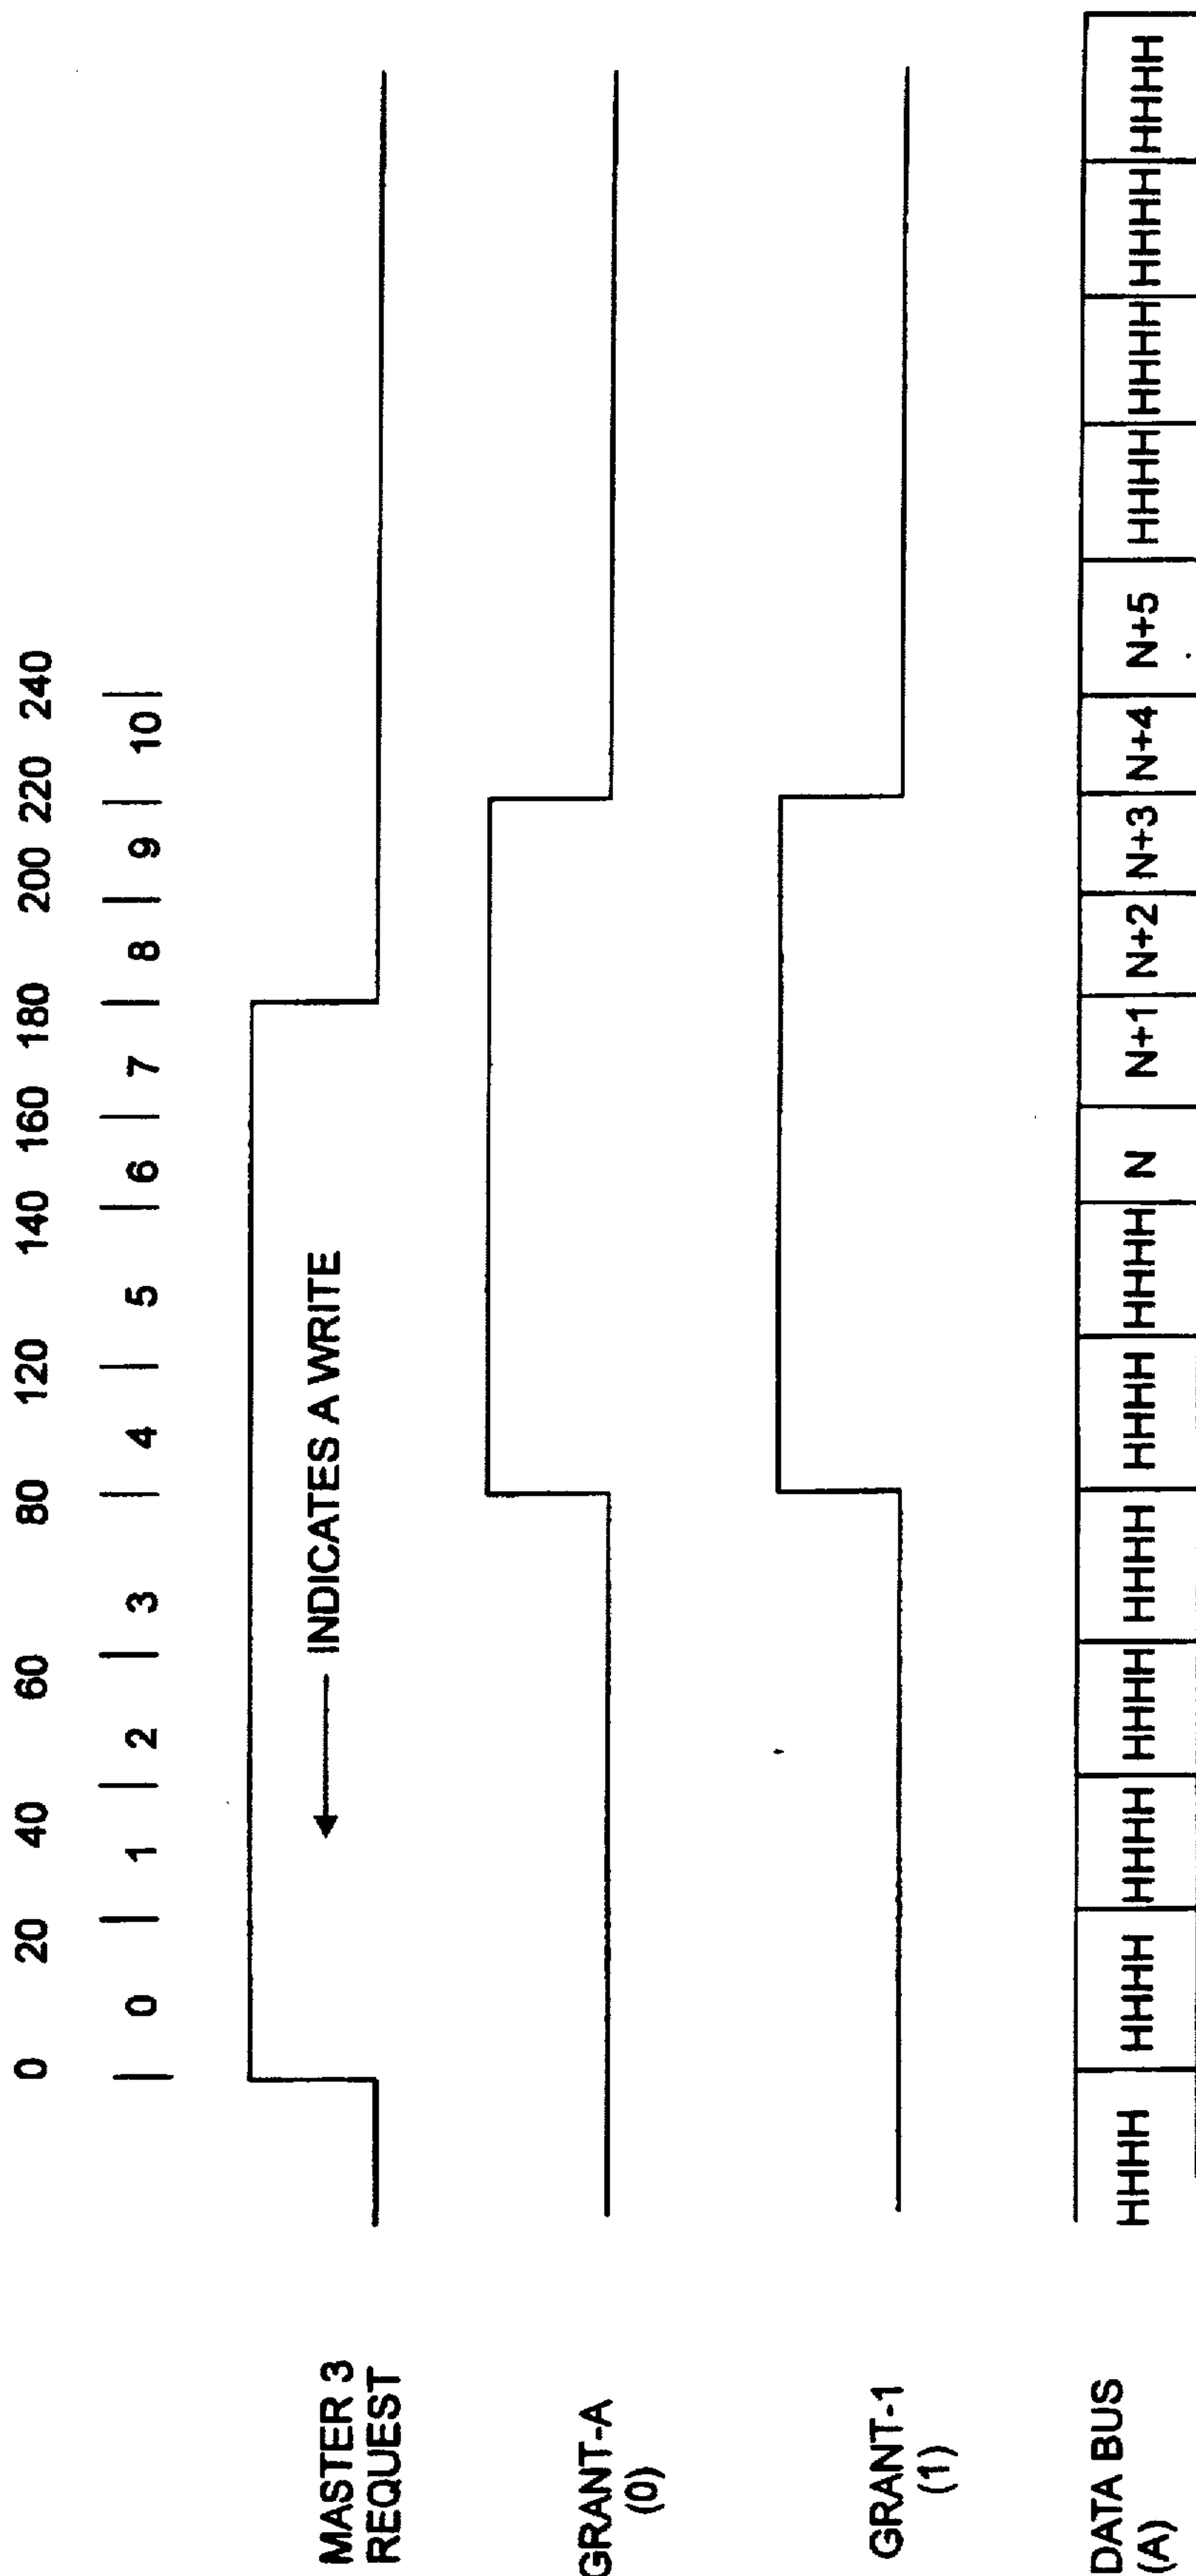 0 20 40 60 80 120 140 160 180 200 220 240
0 1 2 3 4 5 6 7 8 9 10
MASTER 3
REQUEST
INDICATES A WRITE
GRANT-A
(0)
GRANT-1
(1)
DATA BUS
(A)
HHHH HHHH HHHH HHHH HHHH HHHH HHHH N N+1 N+2 N+3 N+4 N+5 HHHH HHHH HHHH HHHH